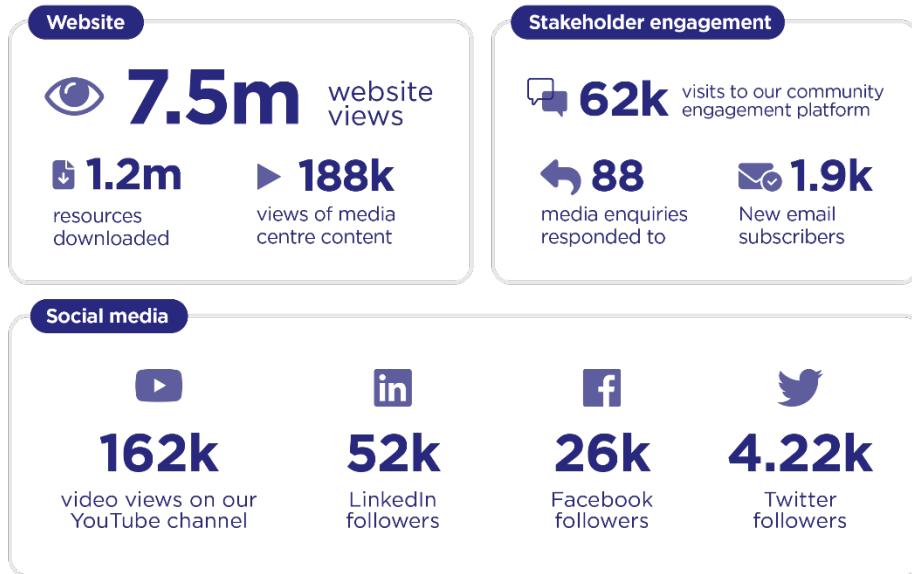 Website
7.5m
website
views
1.2m
resources
downloaded
188k
views of media
centre content
Stakeholder engagement
62k
visits to our community
engagement platform
88
media enquiries
responded to
1.9k
New email
subscribers
Social media
162k
video views on our
YouTube channel
in
52k
LinkedIn
followers
f
26k
Facebook
followers
4.22k
Twitter
followers